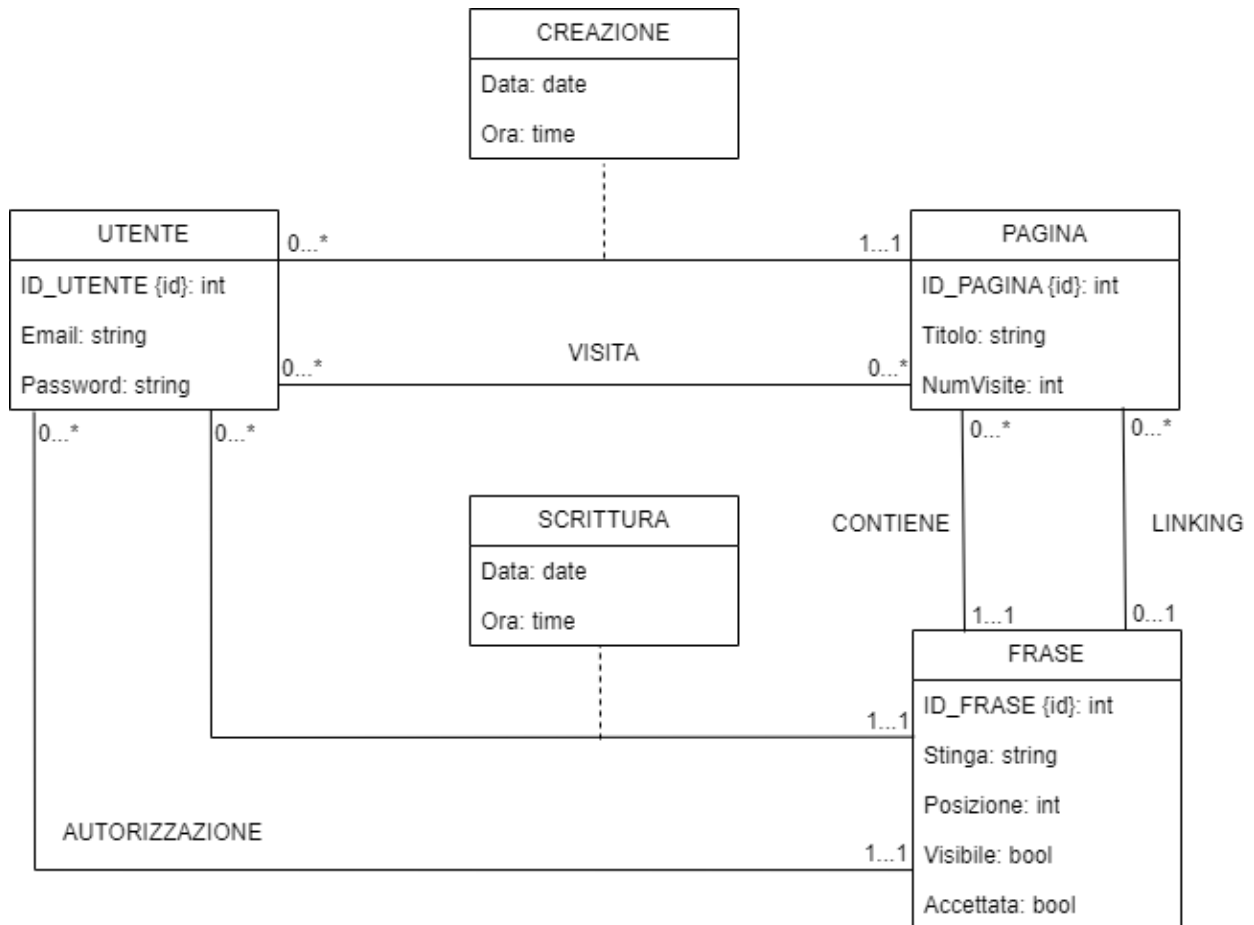 CREAZIONE
Data: date
Ora: time
UTENTE
ID_UTENTE {id}: int
Email: string
Password: string
0...*
1...1
PAGINA
ID_PAGINA {id}: int
Titolo: string
NumVisite: int
0...*
VISITA
0...*
0...*
0...*
0...*
0...*
SCRITTURA
Data: date
Ora: time
CONTIENE
LINKING
1...1
0...1
FRASE
ID_FRASE {id}: int
Stinga: string
Posizione: int
Visibile: bool
Accettata: bool
1...1
AUTORIZZAZIONE
1...1